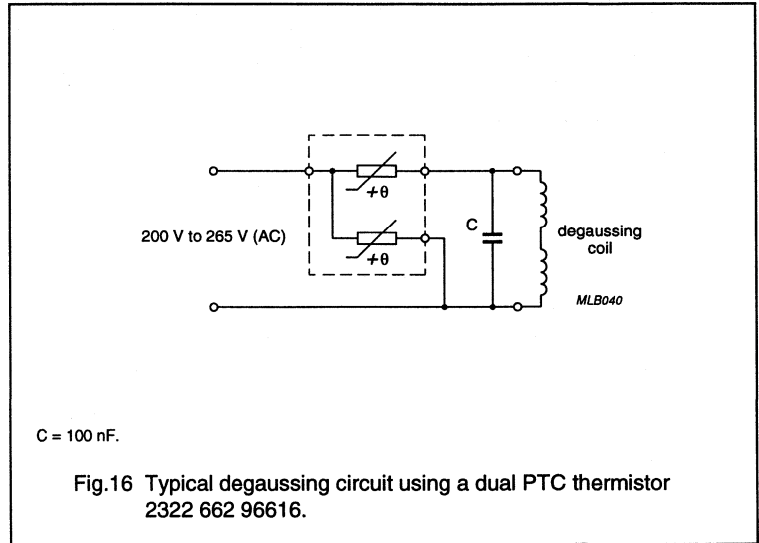 +θ
200 V to 265 V (AC)
+θ
C
degaussing
coil
MLB040
C = 100 nF.
Fig.16 Typical degaussing circuit using a dual PTC thermistor
2322 662 96616.